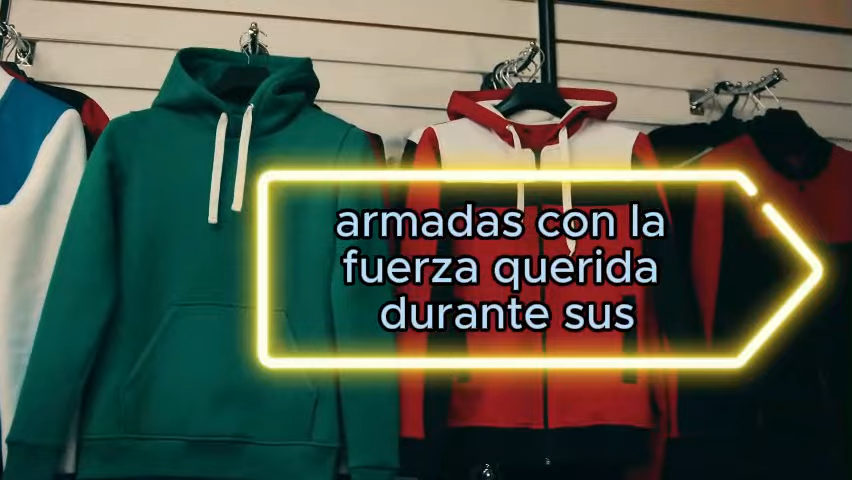 armadas con la
fuerza querida
durante sus